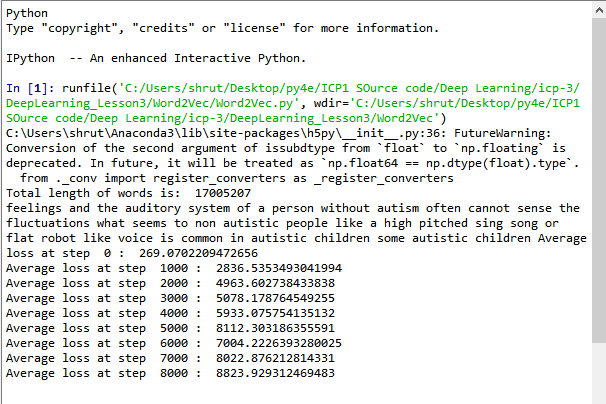 Python
Type "copyright", "credits" or "license" for more information.
IPython  -- An enhanced Interactive Python.
In [1]: runfile('C:/Users/shrut/Desktop/py4e/ICP1 SOurce code/Deep Learning/icp-3/
DeepLearning_Lesson3/Word2Vec/Word2Vec.py', wdir='C:/Users/shrut/Desktop/py4e/ICP1
SOurce code/Deep Learning/icp-3/DeepLearning_Lesson3/Word2Vec')
C:\Users\shrut\Anaconda3\lib\site-packages\h5py\__init__.py:36: FutureWarning:
Conversion of the second argument of issubdtype from `float` to `np.floating` is
deprecated. In future, it will be treated as `np.float64 == np.dtype(float).type`.
  from ._conv import register_converters as _register_converters
Total length of words is:  17005207
feelings and the auditory system of a person without autism often cannot sense the
fluctuations what seems to non autistic people like a high pitched sing song or
flat robot like voice is common in autistic children some autistic children Average
loss at step  0 :  269.0702209472656
Average loss at step  1000 :  2836.5353493041994
Average loss at step  2000 :  4963.602738433838
Average loss at step  3000 :  5078.178764549255
Average loss at step  4000 :  5933.075754135132
Average loss at step  5000 :  8112.303186355591
Average loss at step  6000 :  7004.2226393280025
Average loss at step  7000 :  8022.876212814331
Average loss at step  8000 :  8823.929312469483